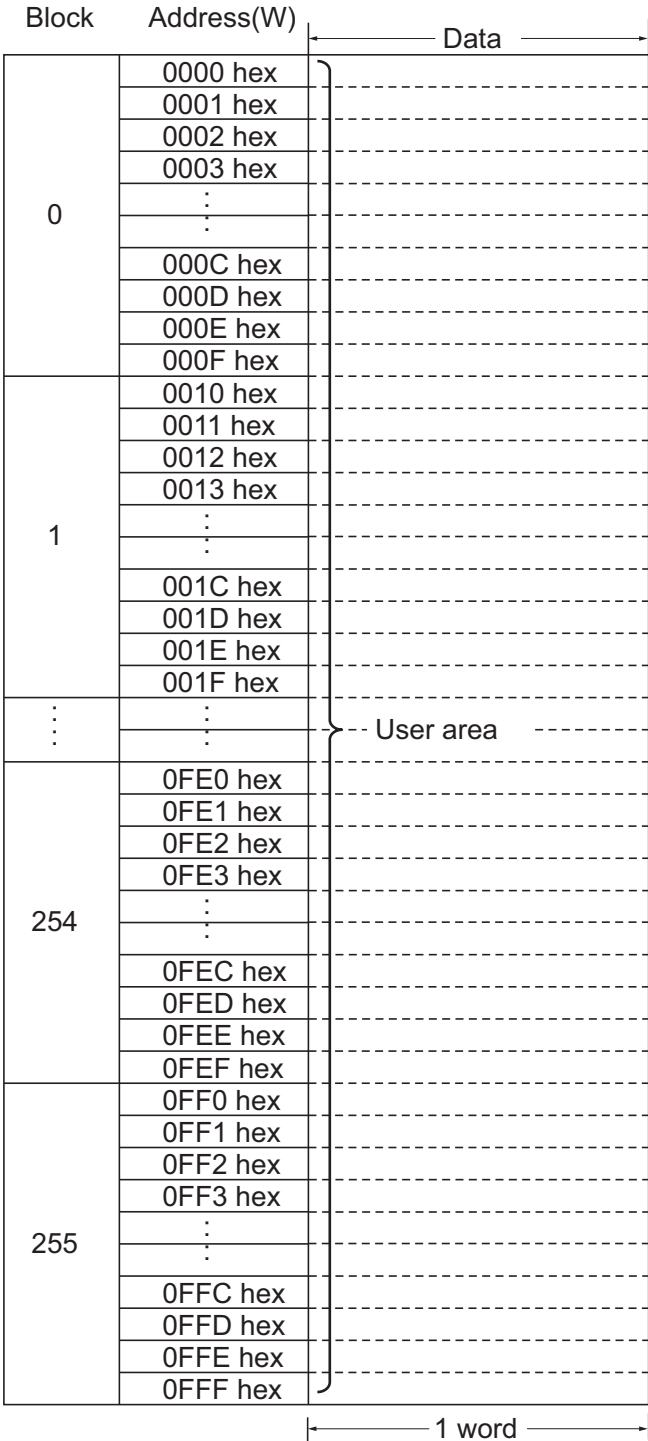 Block Address(W) Data
0
0000 hex
0001 hex
0002 hex
0003 hex
000C hex
000D hex
000E hex
000F hex
1
0010 hex
0011 hex
0012 hex
0013 hex
001C hex
001D hex
001E hex
001F hex
User area
254
0FE0 hex
0FE1 hex
0FE2 hex
0FE3 hex
0FEC hex
0FED hex
0FEE hex
0FEF hex
255
0FF0 hex
0FF1 hex
0FF2 hex
0FF3 hex
0FFC hex
0FFD hex
0FFE hex
0FFF hex
1 word